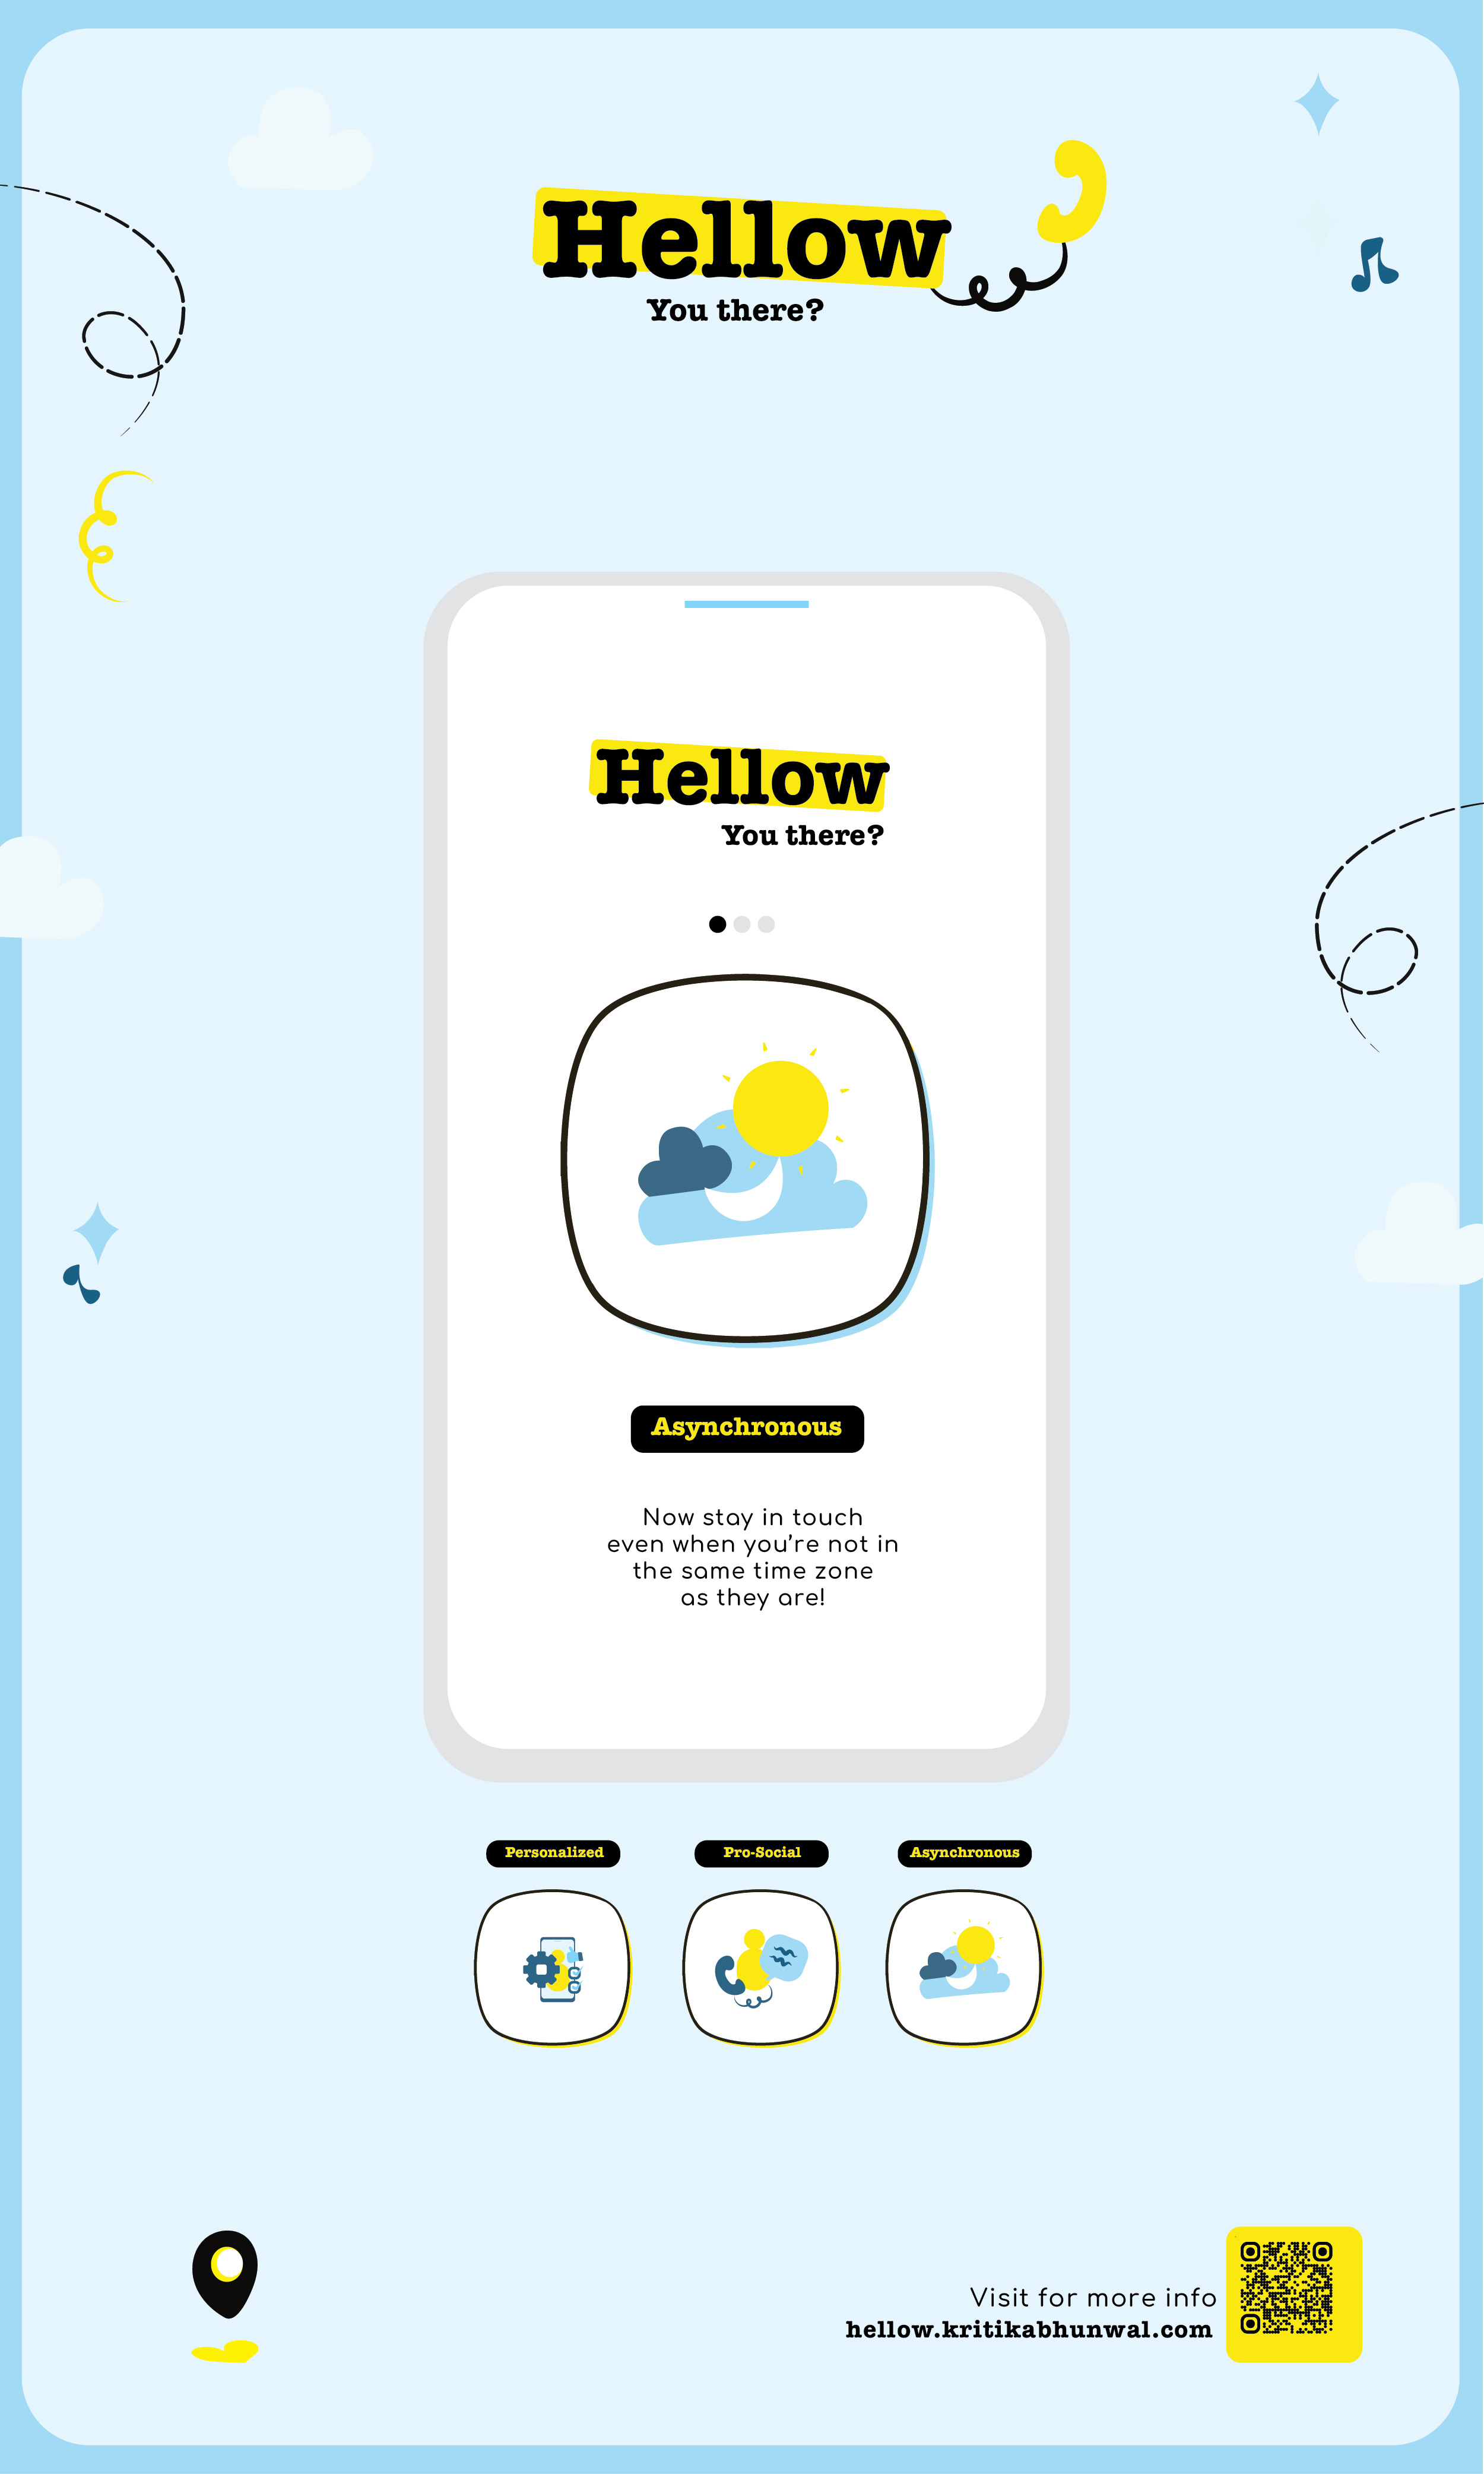 Hellow
You there?
Hellow
You there?
Asynchronous
Now stay in touch
even when you’re not in
the same time zone
as they are!
Personalized
Pro-Social
Asynchronous
Visit for more info
hellow.kritikabhunwal.com